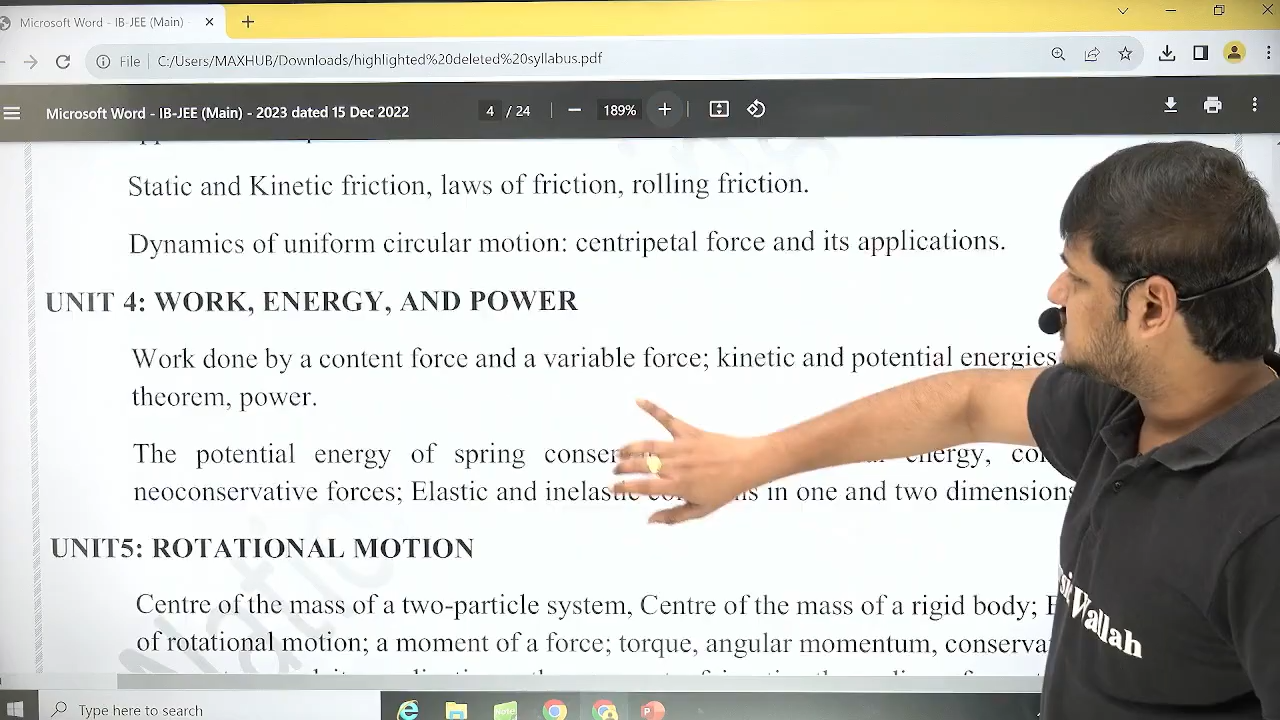 Microsoft Word - IB-JEE (Main) -
File C:/Users/MAXHUB/Downloads/highlighted%20deleted%20syllabus.pdf
Microsoft Word - IB-JEE (Main) - 2023 dated 15 Dec 2022 4 / 24 189%
Static and Kinetic friction, laws of friction, rolling friction.
Dynamics of uniform circular motion: centripetal force and its applications.
UNIT 4: WORK, ENERGY, AND POWER
Work done by a content force and a variable force; kinetic and potential energies
theorem, power.
The potential energy of spring energy,
neoconservative forces; Elastic and inelastic in one and two dimensions
UNIT5: ROTATIONAL MOTION
Centre of the mass of a two-particle system, Centre of the mass of a rigid body;
of rotational motion; a moment of a force; torque, angular momentum,
Wallah
Type here to search